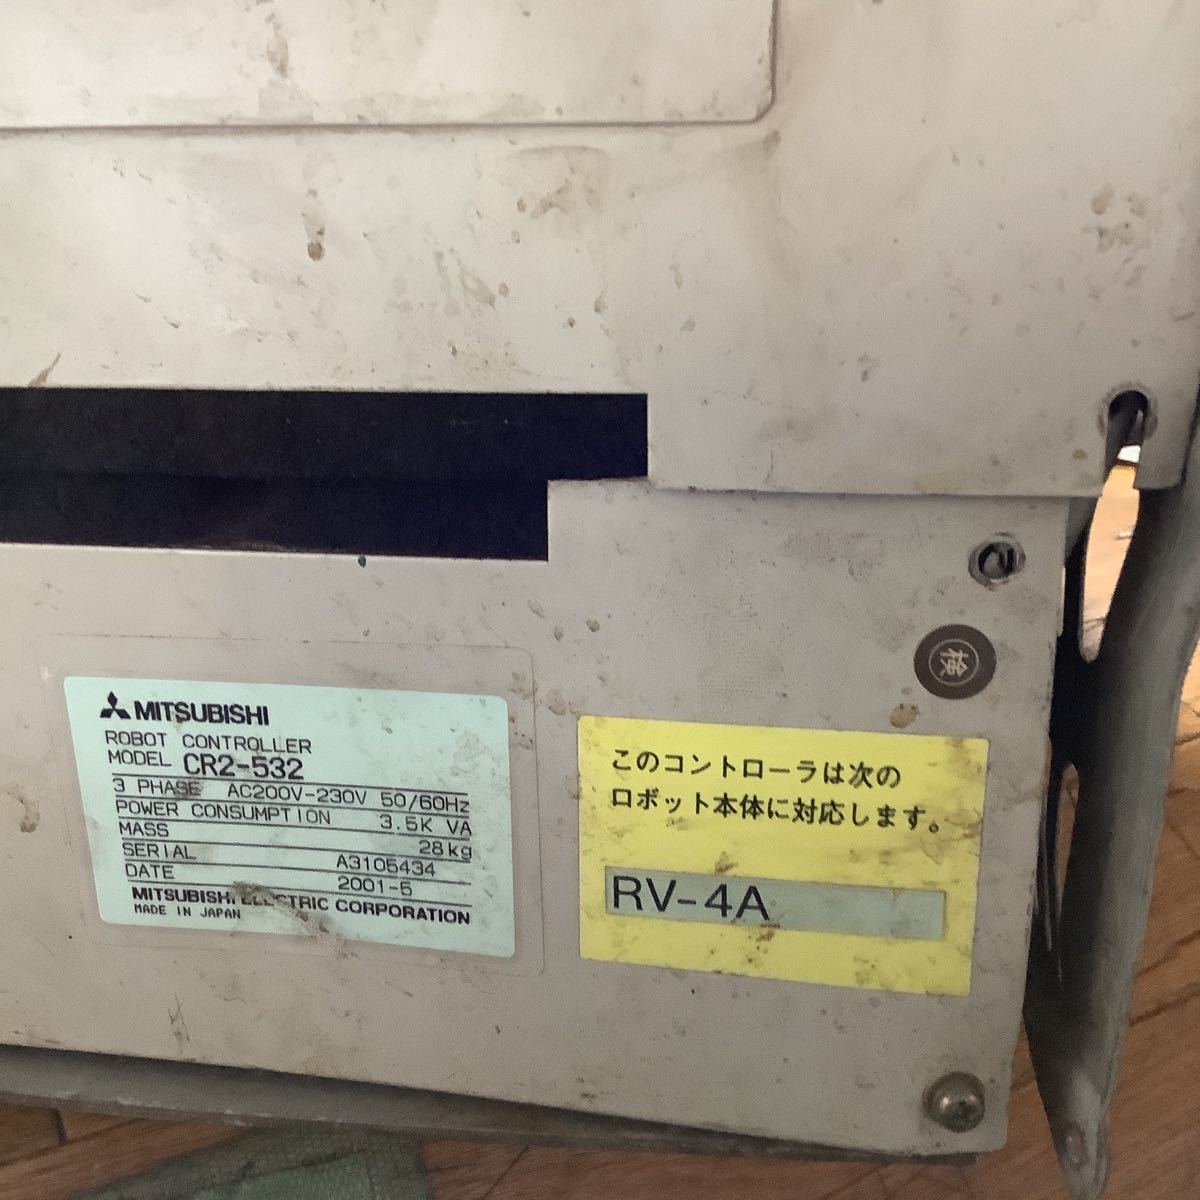 検
MITSUBISHI
ROBOT CONTROLLER
MODEL CR2-532
3 PHASE AC200V-230V 50/60Hz
POWER CONSUMPTION 3.5K VA
MASS 28kg
SERIAL A3105434
DATE 2001-5
MITSUBISHI ELECTRIC CORPORATION
MADE IN JAPAN
このコントローラは次の
ロボット本体に対応します。
RV-4A